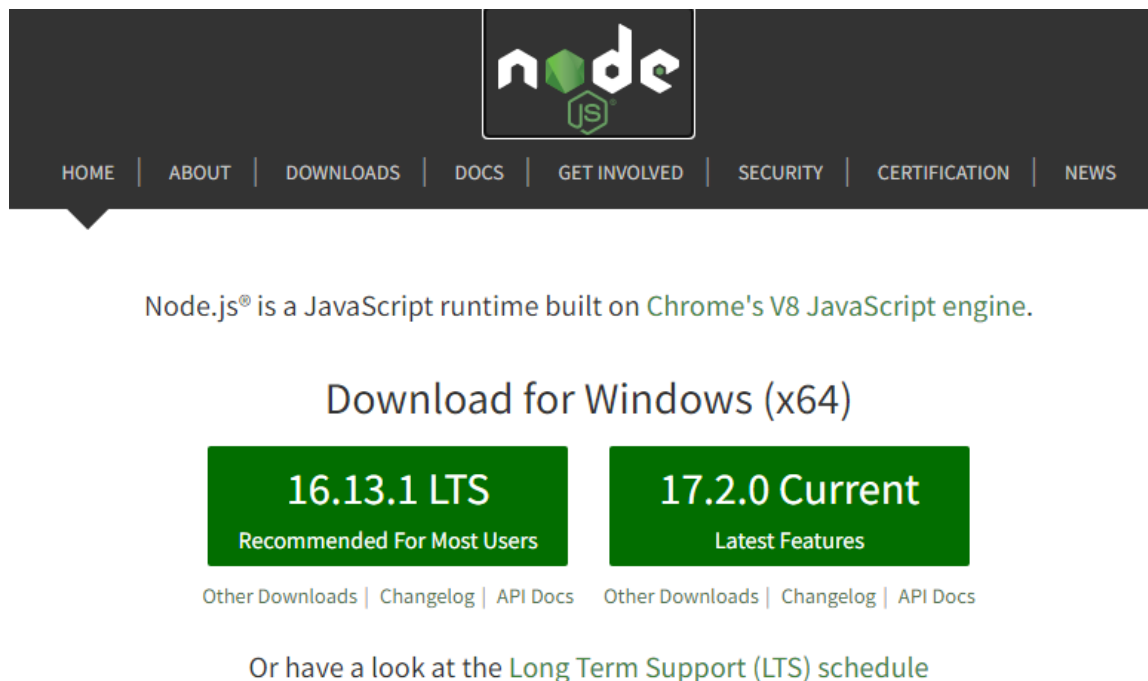 node
JS®
HOME | ABOUT | DOWNLOADS | DOCS | GET INVOLVED | SECURITY | CERTIFICATION | NEWS
Node.js® is a JavaScript runtime built on Chrome's V8 JavaScript engine.
Download for Windows (x64)
16.13.1 LTS
Recommended For Most Users
17.2.0 Current
Latest Features
Other Downloads | Changelog | API Docs
Other Downloads | Changelog | API Docs
Or have a look at the Long Term Support (LTS) schedule